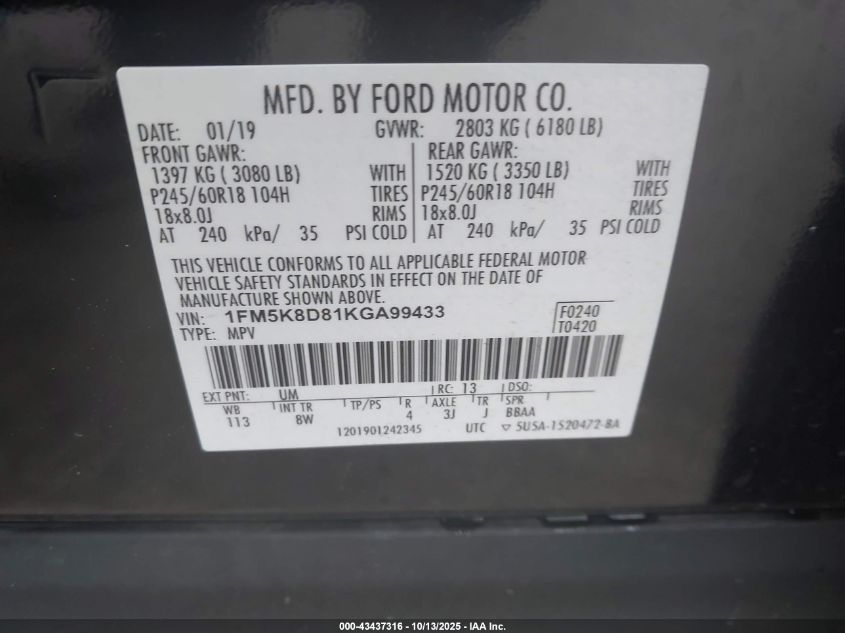 MFD. BY FORD MOTOR CO.
DATE: 01/19 GVWR: 2803 KG ( 6180 LB)
FRONT GAWR: REAR GAWR:
1397 KG ( 3080 LB) WITH 1520 KG ( 3350 LB) WITH
P245/60R18 104H TIRES P245/60R18 104H TIRES
18x8.0J RIMS 18x8.0J RIMS
AT 240 kPa/ 35 PSI COLD AT 240 kPa/ 35 PSI COLD
THIS VEHICLE CONFORMS TO ALL APPLICABLE FEDERAL MOTOR
VEHICLE SAFETY STANDARDS IN EFFECT ON THE DATE OF
MANUFACTURE SHOWN ABOVE.
VIN: 1FM5K8D81KGA99433 F0240
TYPE: MPV T0420
EXT PNT: UM RC: 13 DSO:
WB INT TR TP/PS R AXLE TR SPR
113 8W 4 3J J BBAA
1201901242345 UTC ▽ 5U5A-1520472-BA
000-43437316 - 10/13/2025 - IAA Inc.